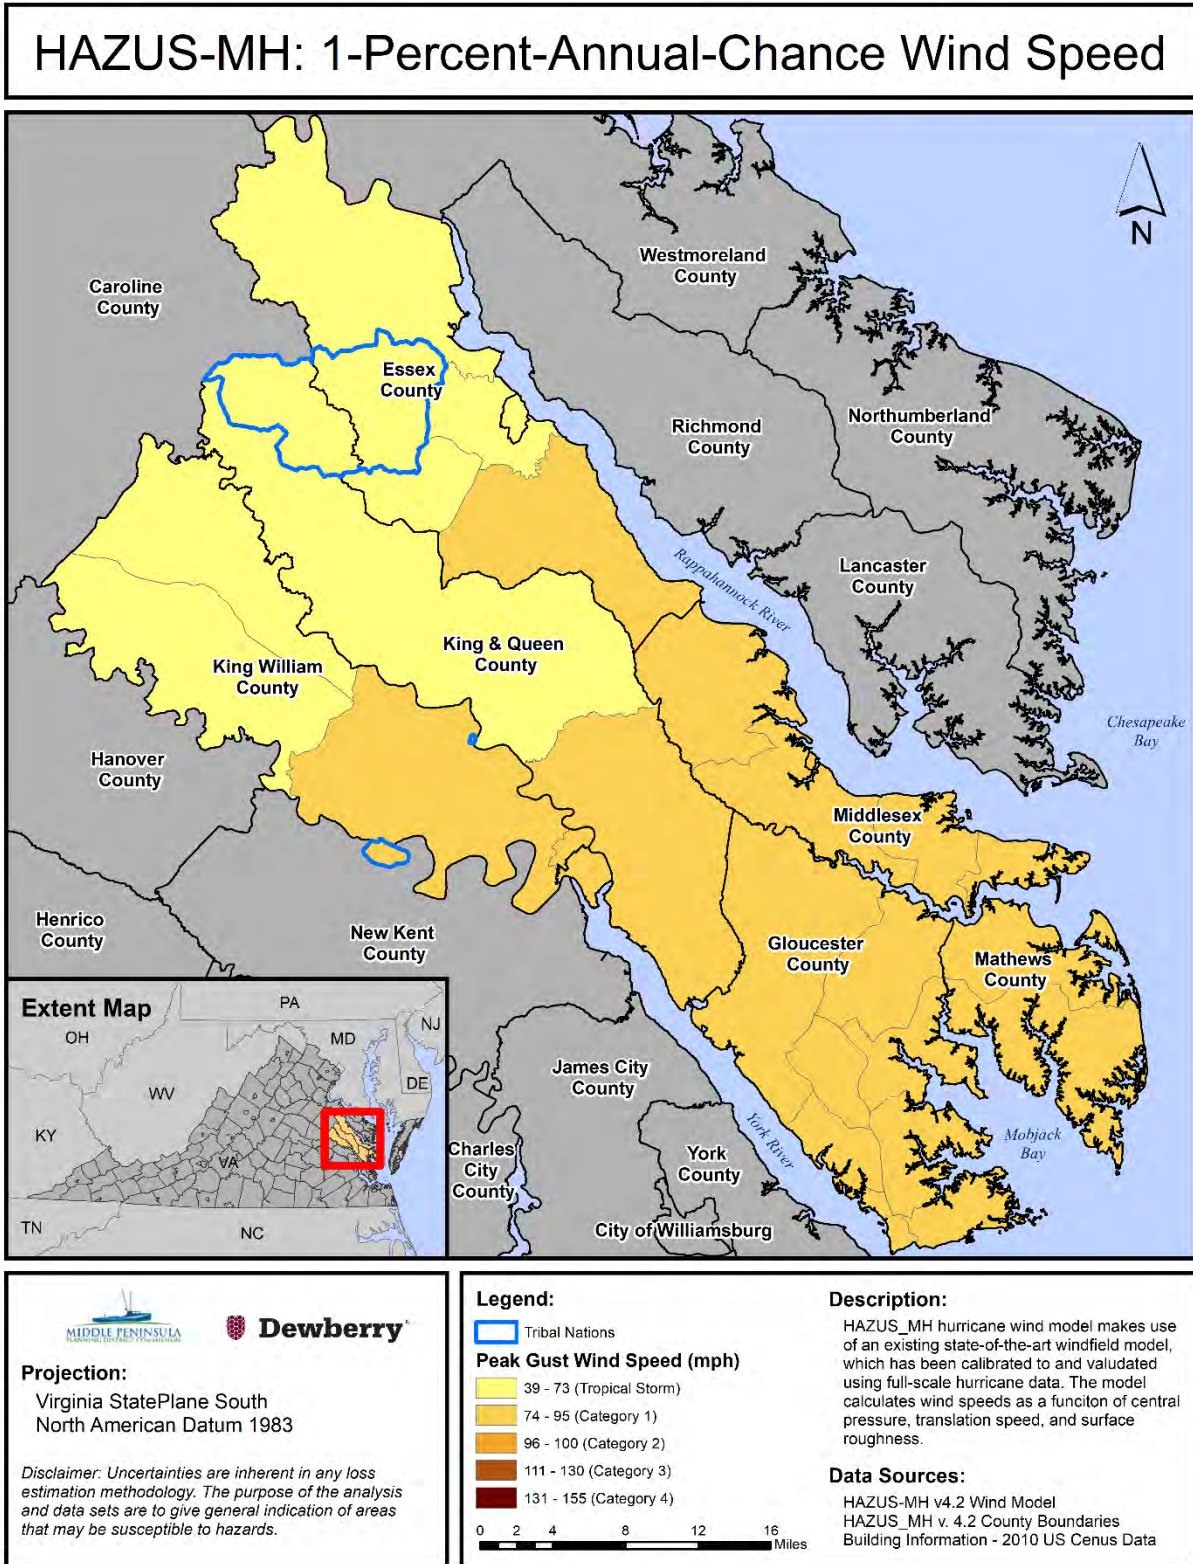 HAZUS-MH: 1-Percent-Annual-Chance Wind Speed
N
Westmoreland
County
Caroline
County
Essex
County
Richmond
County
Northumberland
County
Rappahannock River
Lancaster
County
King & Queen
County
King William
County
Chesapeake
Bay
Hanover
County
Middlesex
County
Henrico
County
New Kent
County
Gloucester
County
Mathews
County
James City
County
York River
Mobjack
Bay
Charles
City
County
York
County
City of Williamsburg
Extent Map
PA
OH
MD
NJ
WV
DE
KY
VA
TN
NC
MIDDLE PENINSULA
PLANNING DISTRICT COMMISSION
Dewberry
Projection:
Virginia StatePlane South
North American Datum 1983
Disclaimer: Uncertainties are inherent in any loss
estimation methodology. The purpose of the analysis
and data sets are to give general indication of areas
that may be susceptible to hazards.
Legend:
Tribal Nations
Peak Gust Wind Speed (mph)
39 - 73 (Tropical Storm)
74 - 95 (Category 1)
96 - 100 (Category 2)
111 - 130 (Category 3)
131 - 155 (Category 4)
0 2 4 8 12 16
Miles
Description:
HAZUS_MH hurricane wind model makes use
of an existing state-of-the-art windfield model,
which has been calibrated to and valudated
using full-scale hurricane data. The model
calculates wind speeds as a funciton of central
pressure, translation speed, and surface
roughness.
Data Sources:
HAZUS-MH v4.2 Wind Model
HAZUS_MH v. 4.2 County Boundaries
Building Information - 2010 US Cenus Data